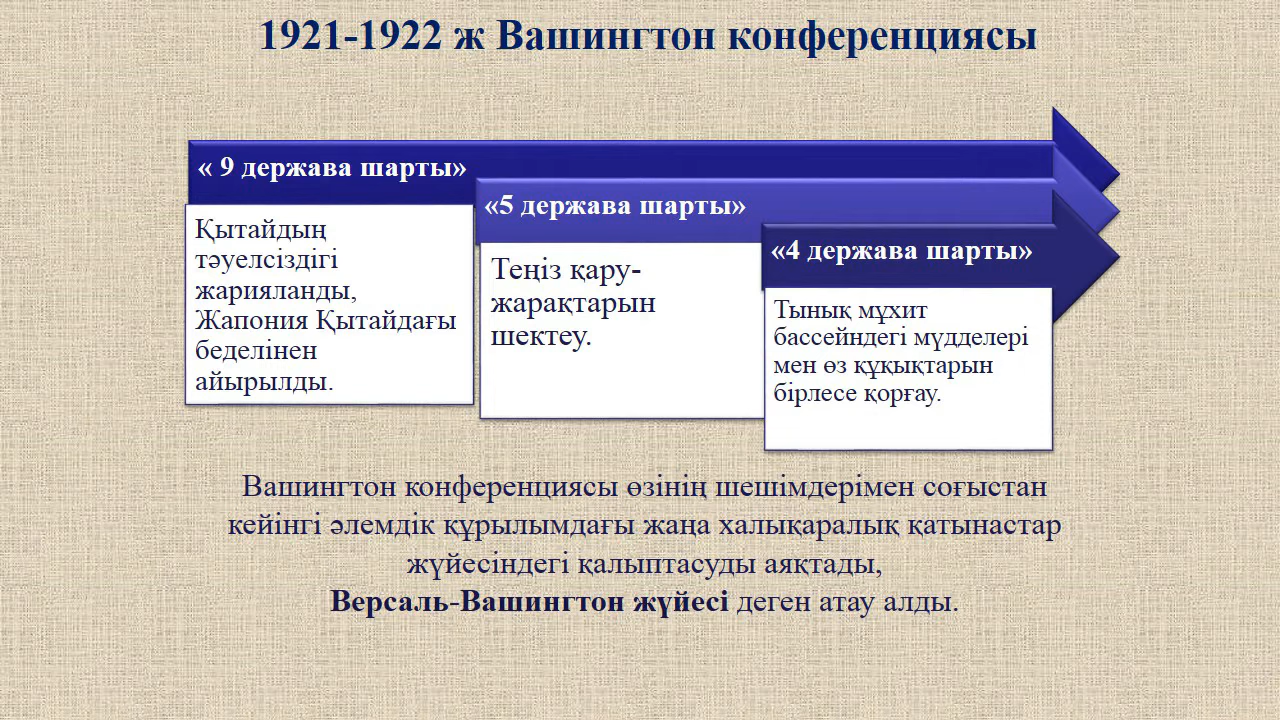 1921-1922 ж Вашингтон конференциясы
« 9 держава шарты»
Қытайдың
тәуелсіздігі
жарияланды,
Жапония Қытайдағы
беделінен
айырылды.
«5 держава шарты»
Теңіз қару-
жарақтарын
шектеу.
«4 держава шарты»
Тынық мұхит
бассейндегі мүдделері
мен өз құқықтарын
бірлесе қорғау.
Вашингтон конференциясы өзінің шешімдерімен соғыстан
кейінгі әлемдік құрылымдағы жаңа халықаралық қатынастар
жүйесіндегі қалыптасуды аяқтады,
Версаль-Вашингтон жүйесі деген атау алды.